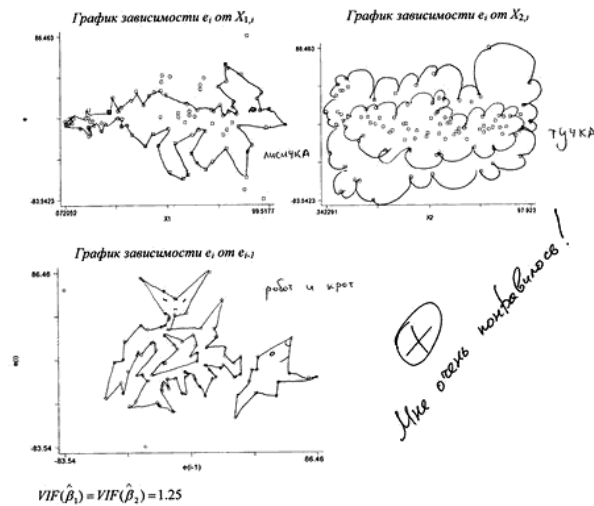 График зависимости eᵢ от X₁,ᵢ
График зависимости eᵢ от X₂,ᵢ
86.463
e
-83.5423
.572052
X1
99.5177
лисичка
86.463
-83.5423
.342291
X2
97.923
тучка
График зависимости eᵢ от eᵢ₋₁
86.46
e(i)
-83.54
-83.54
e(i-1)
86.46
робот и крот
+
Мне очень понравилось!
VIF(β̂₁) = VIF(β̂₂) = 1.25